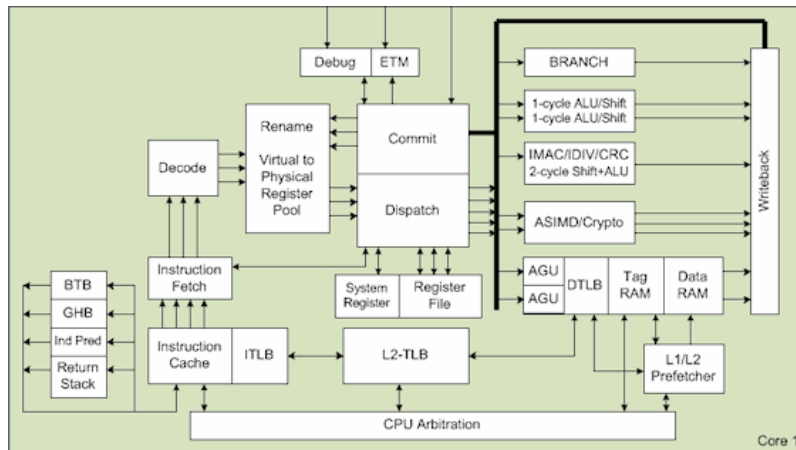 Debug
ETM
BRANCH
Rename
Virtual to
Physical
Register
Pool
Commit
1-cycle ALU/Shift
1-cycle ALU/Shift
Decode
IMAC/IDIV/CRC
2-cycle Shift+ALU
Writeback
Dispatch
ASIMD/Crypto
BTB
GHB
Ind Pred
Return
Stack
Instruction
Fetch
System
Register
Register
File
AGU
AGU
DTLB
Tag
RAM
Data
RAM
Instruction
Cache
ITLB
L2-TLB
L1/L2
Prefetcher
CPU Arbitration
Core 1